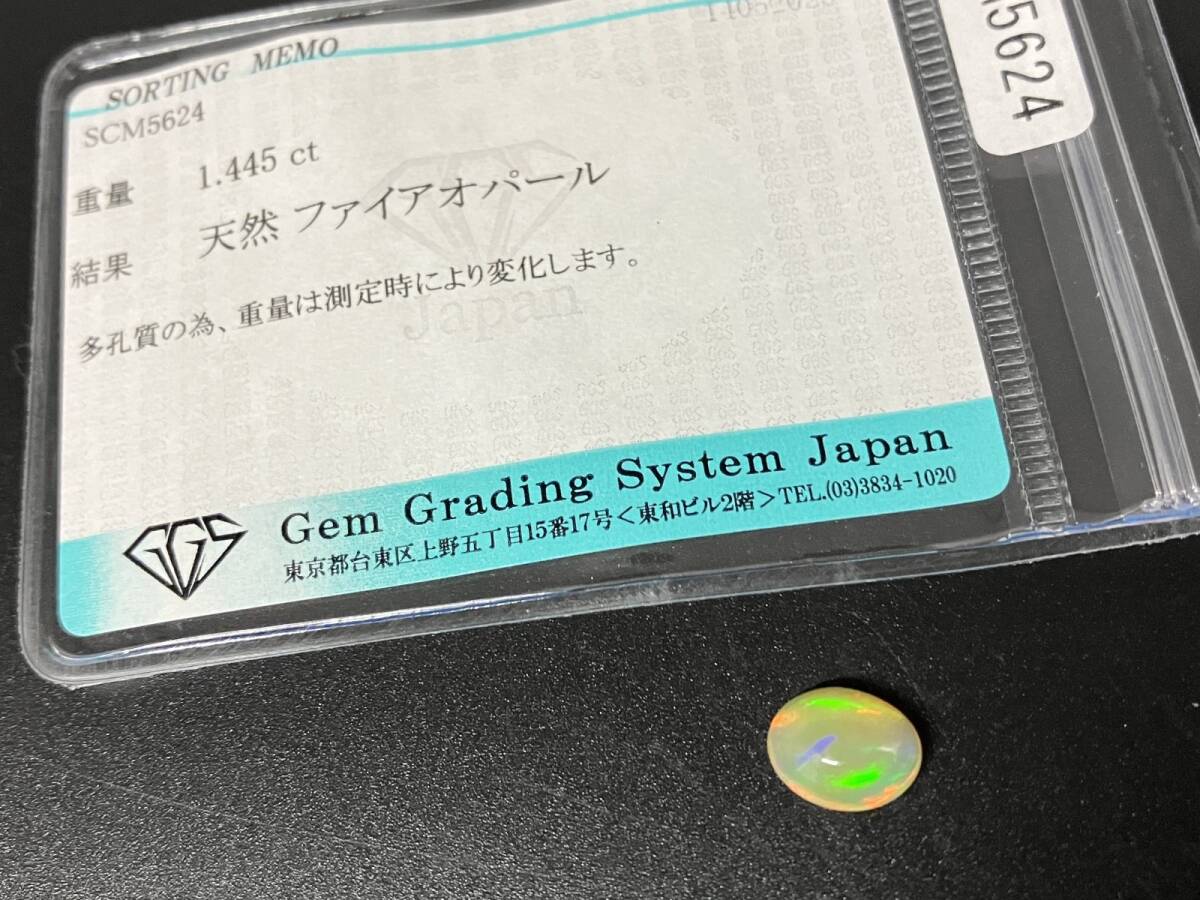 SORTING MEMO
SCM5624
重量 1.445 ct
結果 天然 ファイアオパール
多孔質の為、重量は測定時により変化します。
Japan
GGS
Gem Grading System Japan
東京都台東区上野五丁目15番17号＜東和ビル2階＞TEL.(03)3834-1020
5624